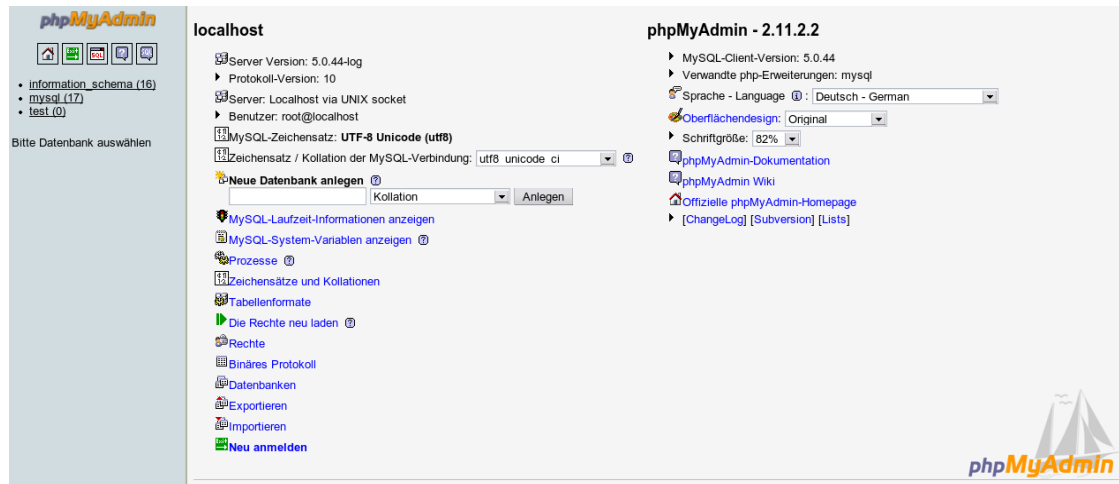 phpMyAdmin
information_schema (16)
mysql (17)
test (0)
Bitte Datenbank auswählen
localhost
Server Version: 5.0.44-log
Protokoll-Version: 10
Server: Localhost via UNIX socket
Benutzer: root@localhost
MySQL-Zeichensatz: UTF-8 Unicode (utf8)
Zeichensatz / Kollation der MySQL-Verbindung: utf8_unicode_ci
Neue Datenbank anlegen
Kollation Anlegen
MySQL-Laufzeit-Informationen anzeigen
MySQL-System-Variablen anzeigen
Prozesse
Zeichensätze und Kollationen
Tabellenformate
Die Rechte neu laden
Rechte
Binäres Protokoll
Datenbanken
Exportieren
Importieren
Neu anmelden
phpMyAdmin - 2.11.2.2
MySQL-Client-Version: 5.0.44
Verwandte php-Erweiterungen: mysql
Sprache - Language : Deutsch - German
Oberflächendesign: Original
Schriftgröße: 82%
phpMyAdmin-Dokumentation
phpMyAdmin Wiki
Offizielle phpMyAdmin-Homepage
[ChangeLog] [Subversion] [Lists]
phpMyAdmin